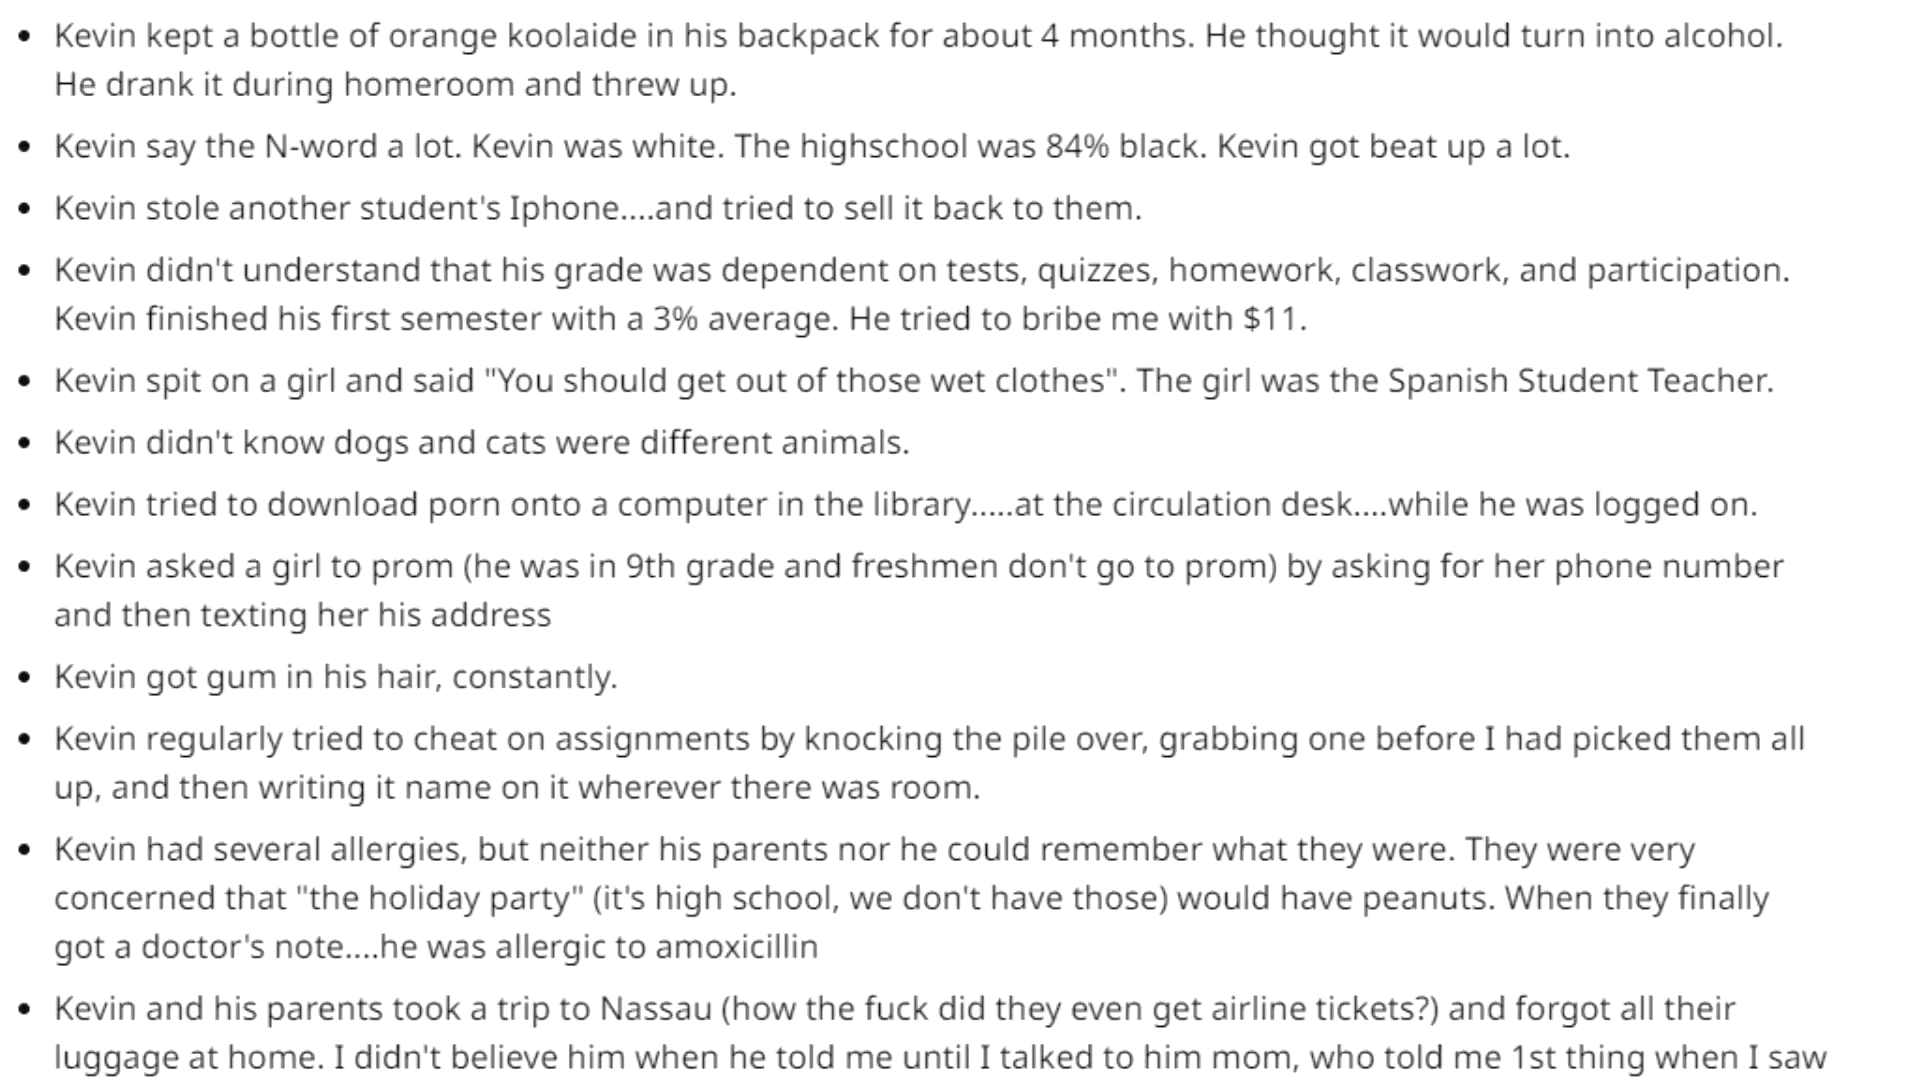 • Kevin kept a bottle of orange koolaide in his backpack for about 4 months. He thought it would turn into alcohol.
He drank it during homeroom and threw up.
• Kevin say the N-word a lot. Kevin was white. The highschool was 84% black. Kevin got beat up a lot.
• Kevin stole another student's Iphone....and tried to sell it back to them.
• Kevin didn't understand that his grade was dependent on tests, quizzes, homework, classwork, and participation.
Kevin finished his first semester with a 3% average. He tried to bribe me with $11.
• Kevin spit on a girl and said "You should get out of those wet clothes". The girl was the Spanish Student Teacher.
• Kevin didn't know dogs and cats were different animals.
• Kevin tried to download porn onto a computer in the library.....at the circulation desk....while he was logged on.
• Kevin asked a girl to prom (he was in 9th grade and freshmen don't go to prom) by asking for her phone number
and then texting her his address
• Kevin got gum in his hair, constantly.
• Kevin regularly tried to cheat on assignments by knocking the pile over, grabbing one before I had picked them all
up, and then writing it name on it wherever there was room.
• Kevin had several allergies, but neither his parents nor he could remember what they were. They were very
concerned that "the holiday party" (it's high school, we don't have those) would have peanuts. When they finally
got a doctor's note....he was allergic to amoxicillin
• Kevin and his parents took a trip to Nassau (how the fuck did they even get airline tickets?) and forgot all their
luggage at home. I didn't believe him when he told me until I talked to him mom, who told me 1st thing when I saw